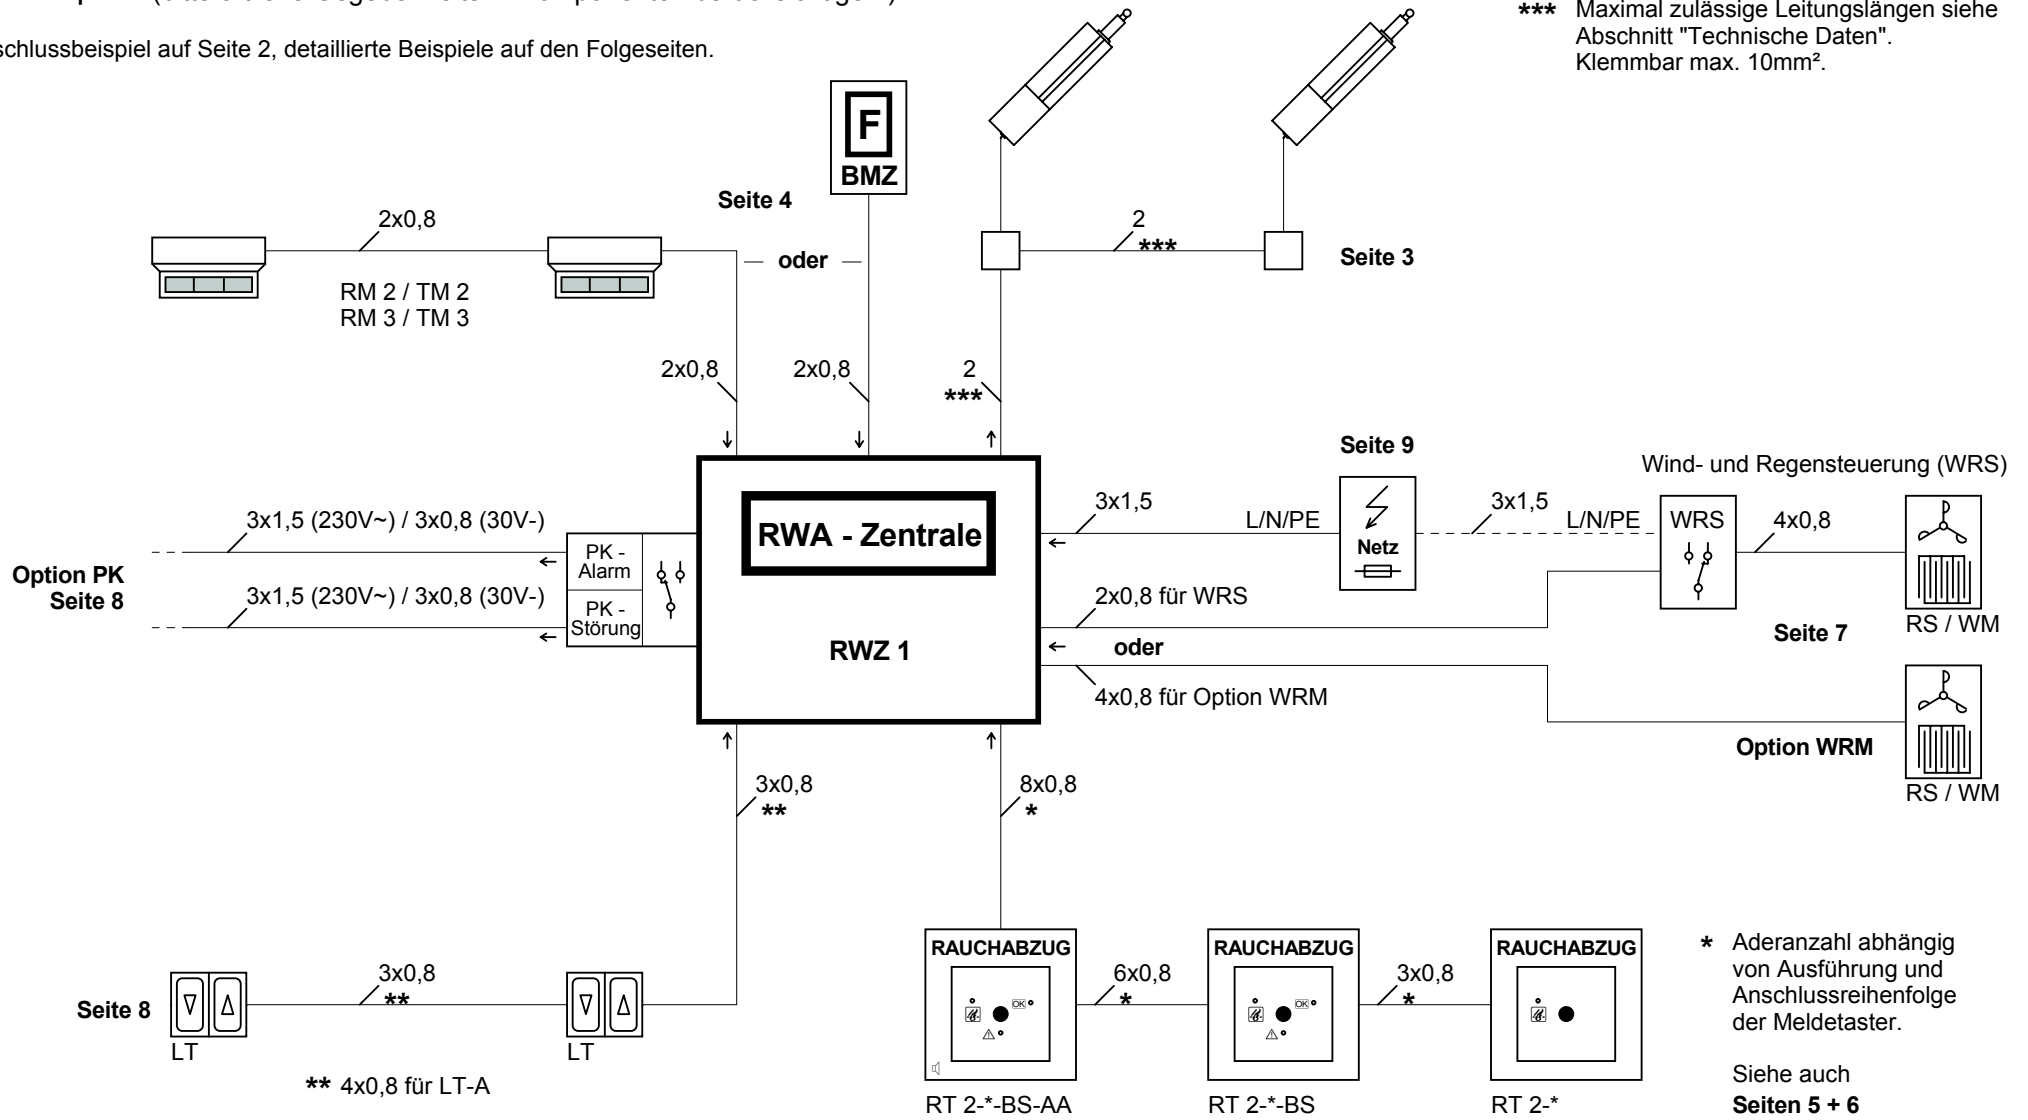 *** Maximal zulässige Leitungslängen siehe
Abschnitt "Technische Daten".
Klemmbar max. 10mm².
auf Seite 2, detaillierte Beispiele auf den Folgeseiten.
F
BMZ
Seite 4
2x0,8
oder
2
***
Seite 3
RM 2 / TM 2
RM 3 / TM 3
2x0,8
2x0,8
2
***
Seite 9
Wind- und Regensteuerung (WRS)
3x1,5 (230V~) / 3x0,8 (30V-)
PK -
Alarm
Option PK
Seite 8
3x1,5 (230V~) / 3x0,8 (30V-)
PK -
Störung
RWA - Zentrale
RWZ 1
3x1,5
L/N/PE
Netz
3x1,5
L/N/PE
WRS
4x0,8
RS / WM
2x0,8 für WRS
Seite 7
oder
4x0,8 für Option WRM
Option WRM
RS / WM
3x0,8
**
8x0,8
*
Seite 8
LT
3x0,8
**
LT
** 4x0,8 für LT-A
RAUCHABZUG
OK
RT 2-*-BS-AA
6x0,8
*
RAUCHABZUG
OK
RT 2-*-BS
3x0,8
*
RAUCHABZUG
RT 2-*
* Aderanzahl abhängig
von Ausführung und
Anschlussreihenfolge
der Meldetaster.
Siehe auch
Seiten 5 + 6